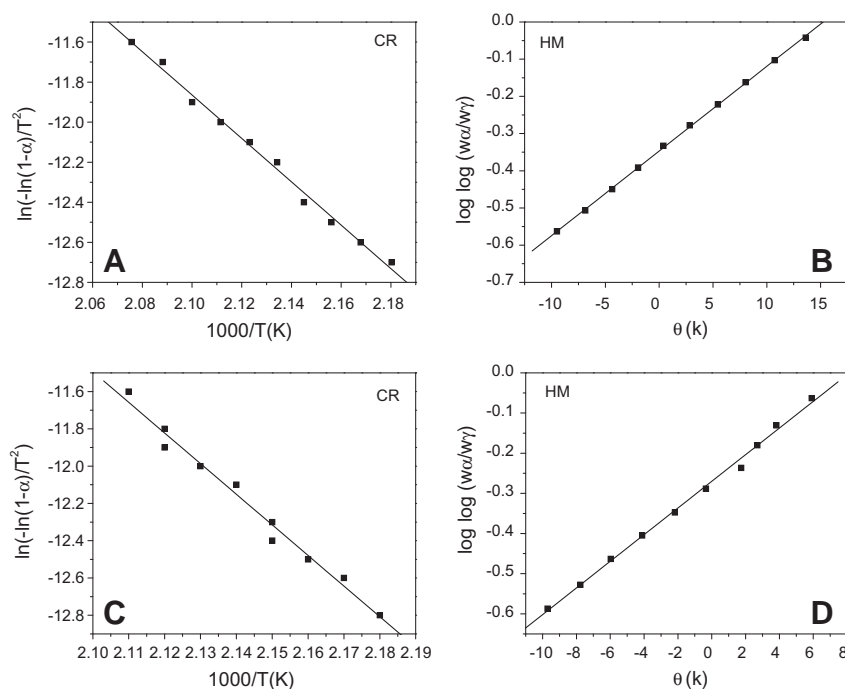 CR
ln(-ln(1-α)/T²)
-11.6
-11.8
-12.0
-12.2
-12.4
-12.6
-12.8
A
2.06 2.08 2.10 2.12 2.14 2.16 2.18
1000/T(K)
HM
log log (wα/wγ)
0.0
-0.1
-0.2
-0.3
-0.4
-0.5
-0.6
-0.7
B
-10 -5 0 5 10 15
θ (k)
CR
ln(-ln(1-α)/T²)
-11.6
-11.8
-12.0
-12.2
-12.4
-12.6
-12.8
C
2.10 2.11 2.12 2.13 2.14 2.15 2.16 2.17 2.18 2.19
1000/T(K)
HM
log log (wα/wγ)
0.0
-0.1
-0.2
-0.3
-0.4
-0.5
-0.6
D
-10 -8 -6 -4 -2 0 2 4 6 8
θ (k)